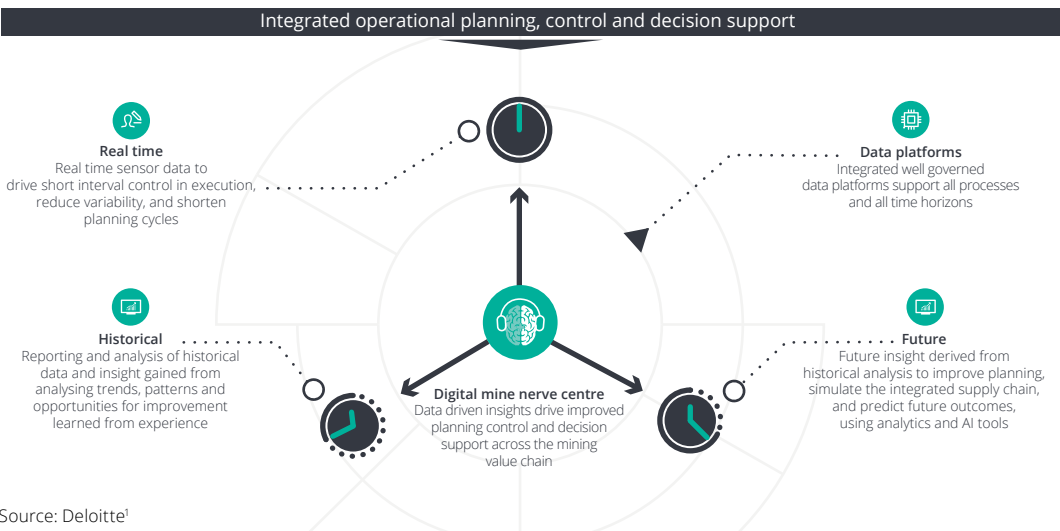 Integrated operational planning, control and decision support
Real time
Real time sensor data to
drive short interval control in execution,
reduce variability, and shorten
planning cycles
Data platforms
Integrated well governed
data platforms support all processes
and all time horizons
Historical
Reporting and analysis of historical
data and insight gained from
analysing trends, patterns and
opportunities for improvement
learned from experience
Digital mine nerve centre
Data driven insights drive improved
planning control and decision
support across the mining
value chain
Future
Future insight derived from
historical analysis to improve planning,
simulate the integrated supply chain,
and predict future outcomes,
using analytics and AI tools
Source: Deloitte¹